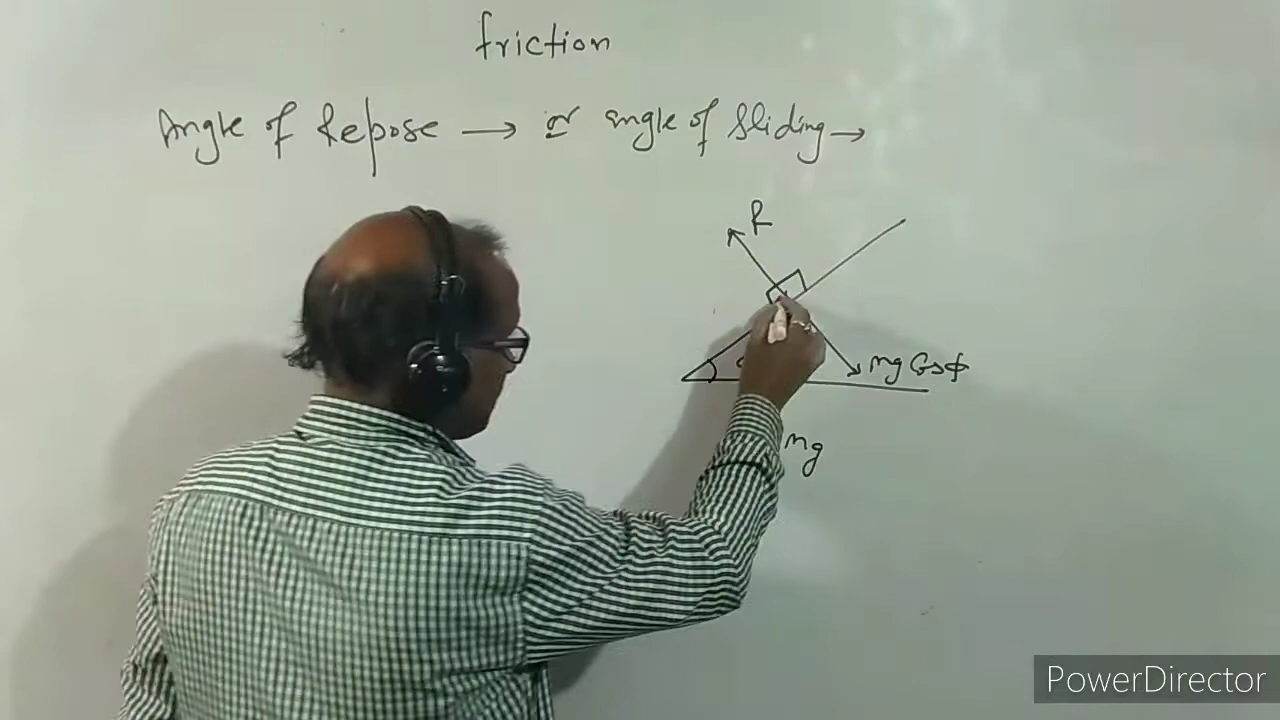 friction
Angle of Repose → or angle of Sliding →
R
mg Cosϕ
mg
PowerDirector